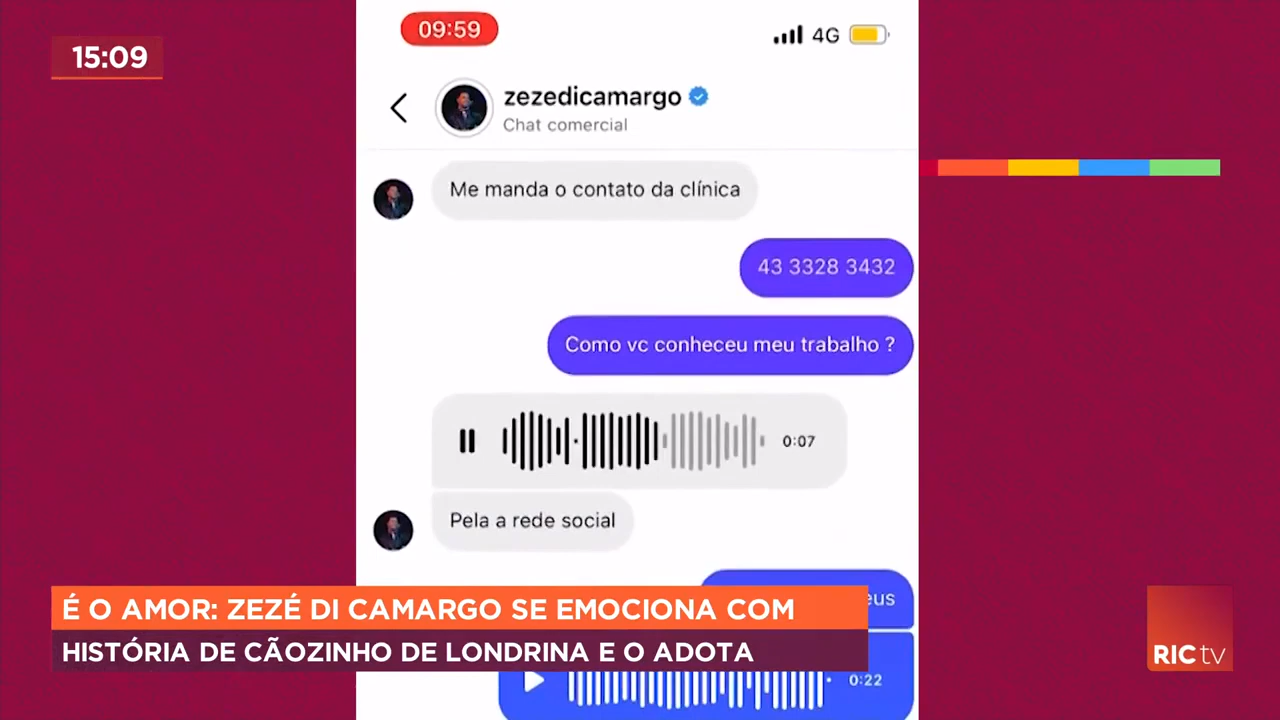 15:09
09:59
4G
zezedicamargo
Chat comercial
Me manda o contato da clínica
43 3328 3432
Como vc conheceu meu trabalho ?
0:07
Pela a rede social
eus
É O AMOR: ZEZÉ DI CAMARGO SE EMOCIONA COM
HISTÓRIA DE CÃOZINHO DE LONDRINA E O ADOTA
0:22
RICtv